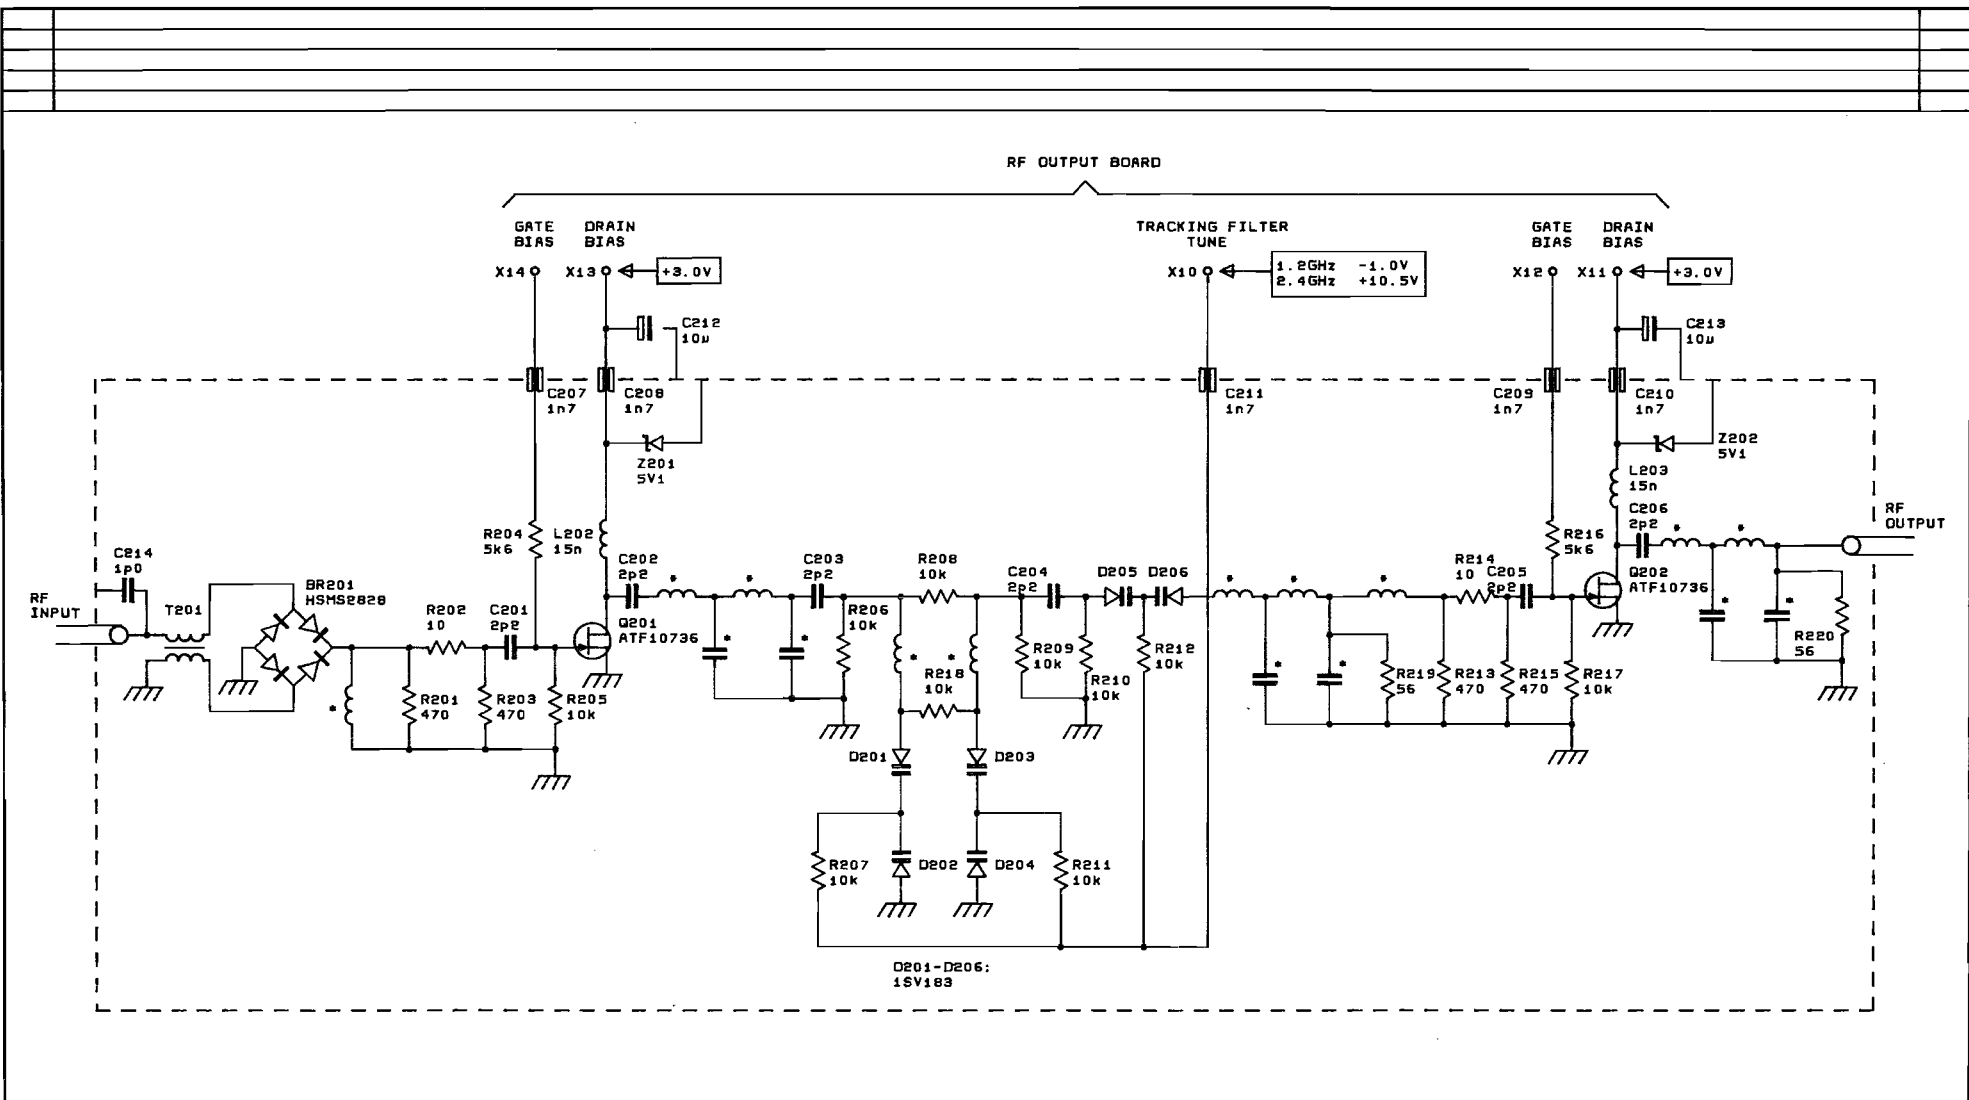 RF OUTPUT BOARD
GATE BIAS
DRAIN BIAS
TRACKING FILTER TUNE
GATE BIAS
DRAIN BIAS
X14
X13
+3.0V
X10
1.2GHz -1.0V
2.4GHz +10.5V
X12
X11
+3.0V
C212
10µ
C213
10µ
C207
1n7
C208
1n7
C211
1n7
C209
1n7
C210
1n7
Z201
5V1
Z202
5V1
L203
15n
R204
5k6
L202
15n
R216
5k6
C206
2p2
RF OUTPUT
C214
1p0
RF INPUT
T201
BR201
HSMS2828
R202
10
C201
2p2
Q201
ATF10736
C202
2p2
C203
2p2
R206
10k
R208
10k
C204
2p2
D205
D206
R214
10
C205
2p2
Q202
ATF10736
R201
470
R203
470
R205
10k
R218
10k
R209
10k
R210
10k
R212
10k
R219
56
R213
470
R215
470
R217
10k
R220
56
D201
D203
R207
10k
D202
D204
R211
10k
D201-D206:
1SV183